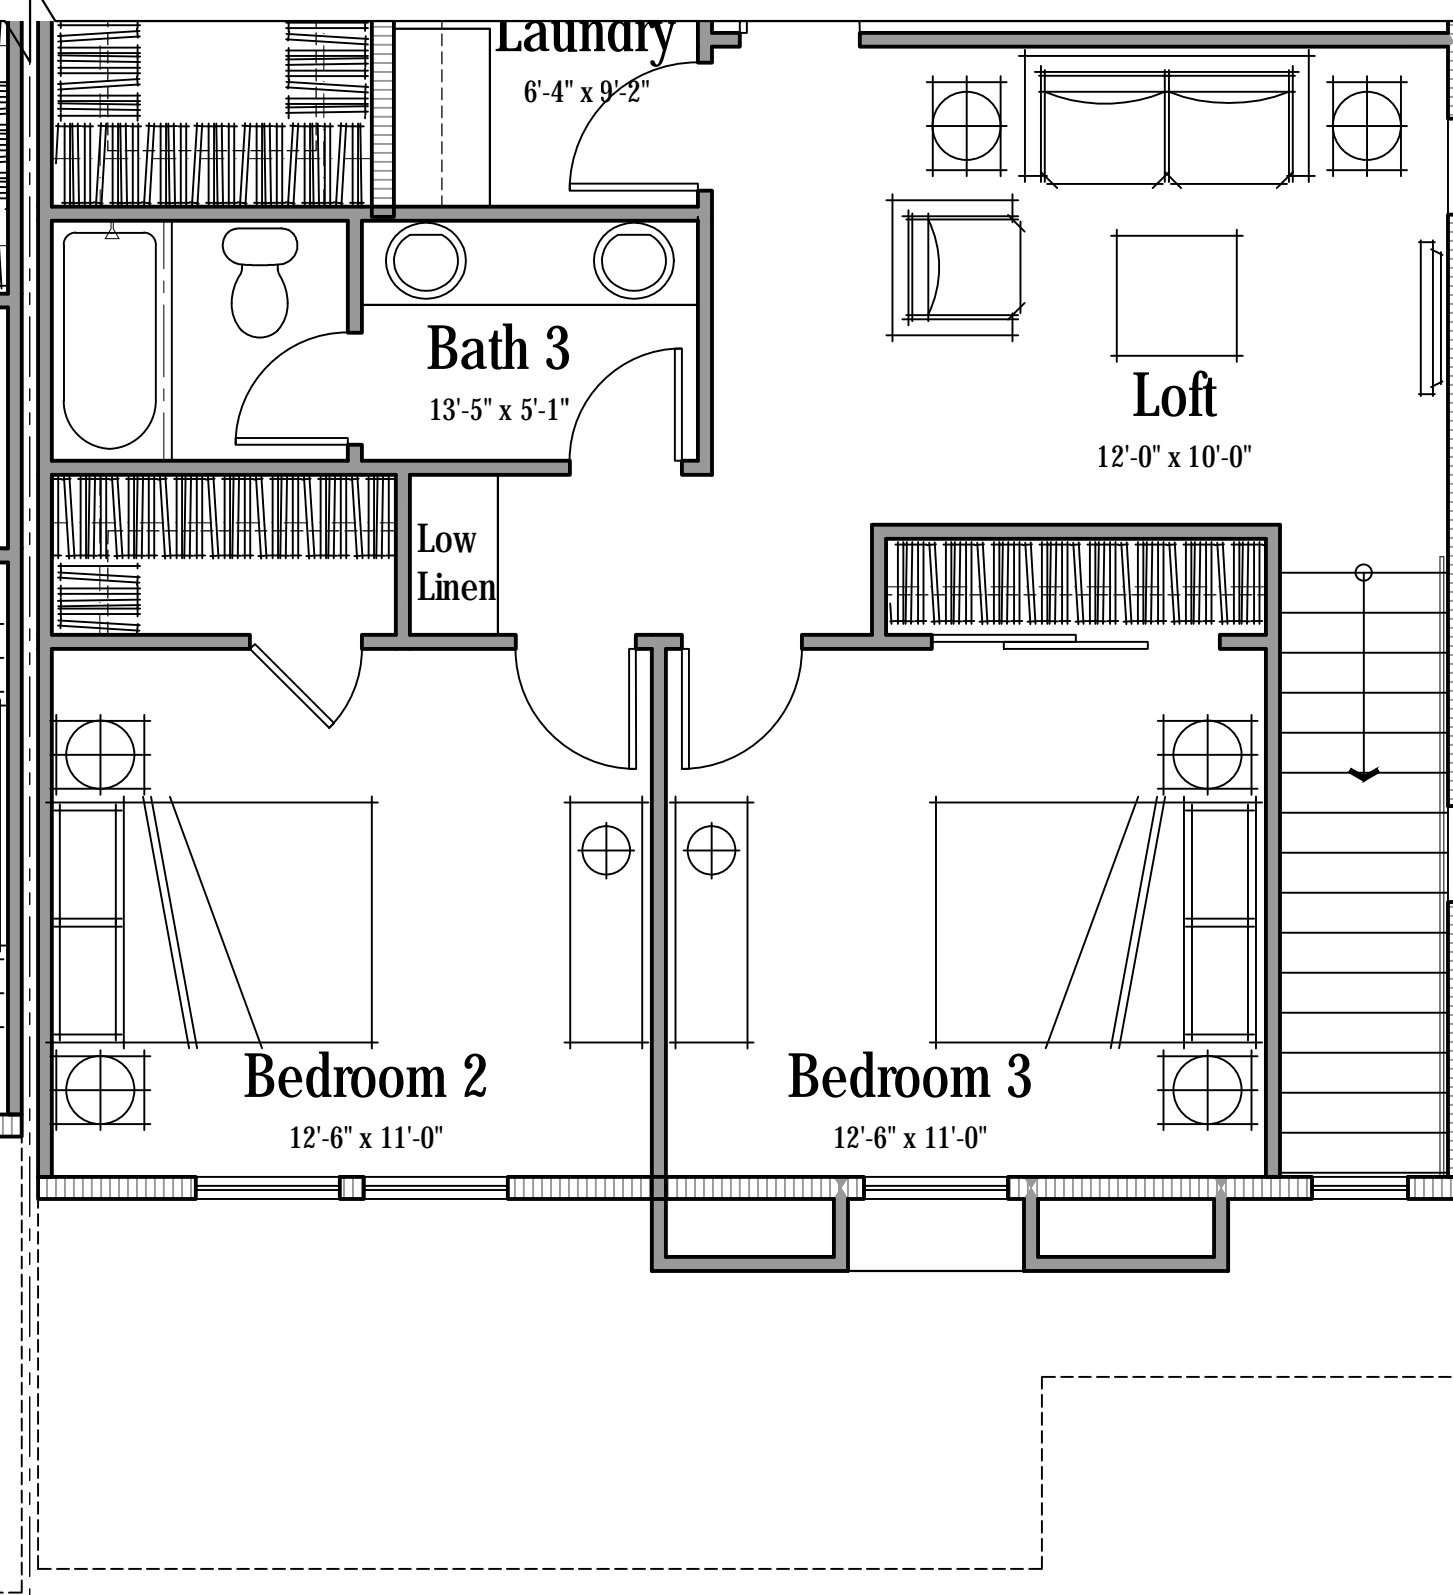 Laundry
6'-4" x 9'-2"
Bath 3
13'-5" x 5'-1"
Loft
12'-0" x 10'-0"
Low
Linen
Bedroom 2
12'-6" x 11'-0"
Bedroom 3
12'-6" x 11'-0"